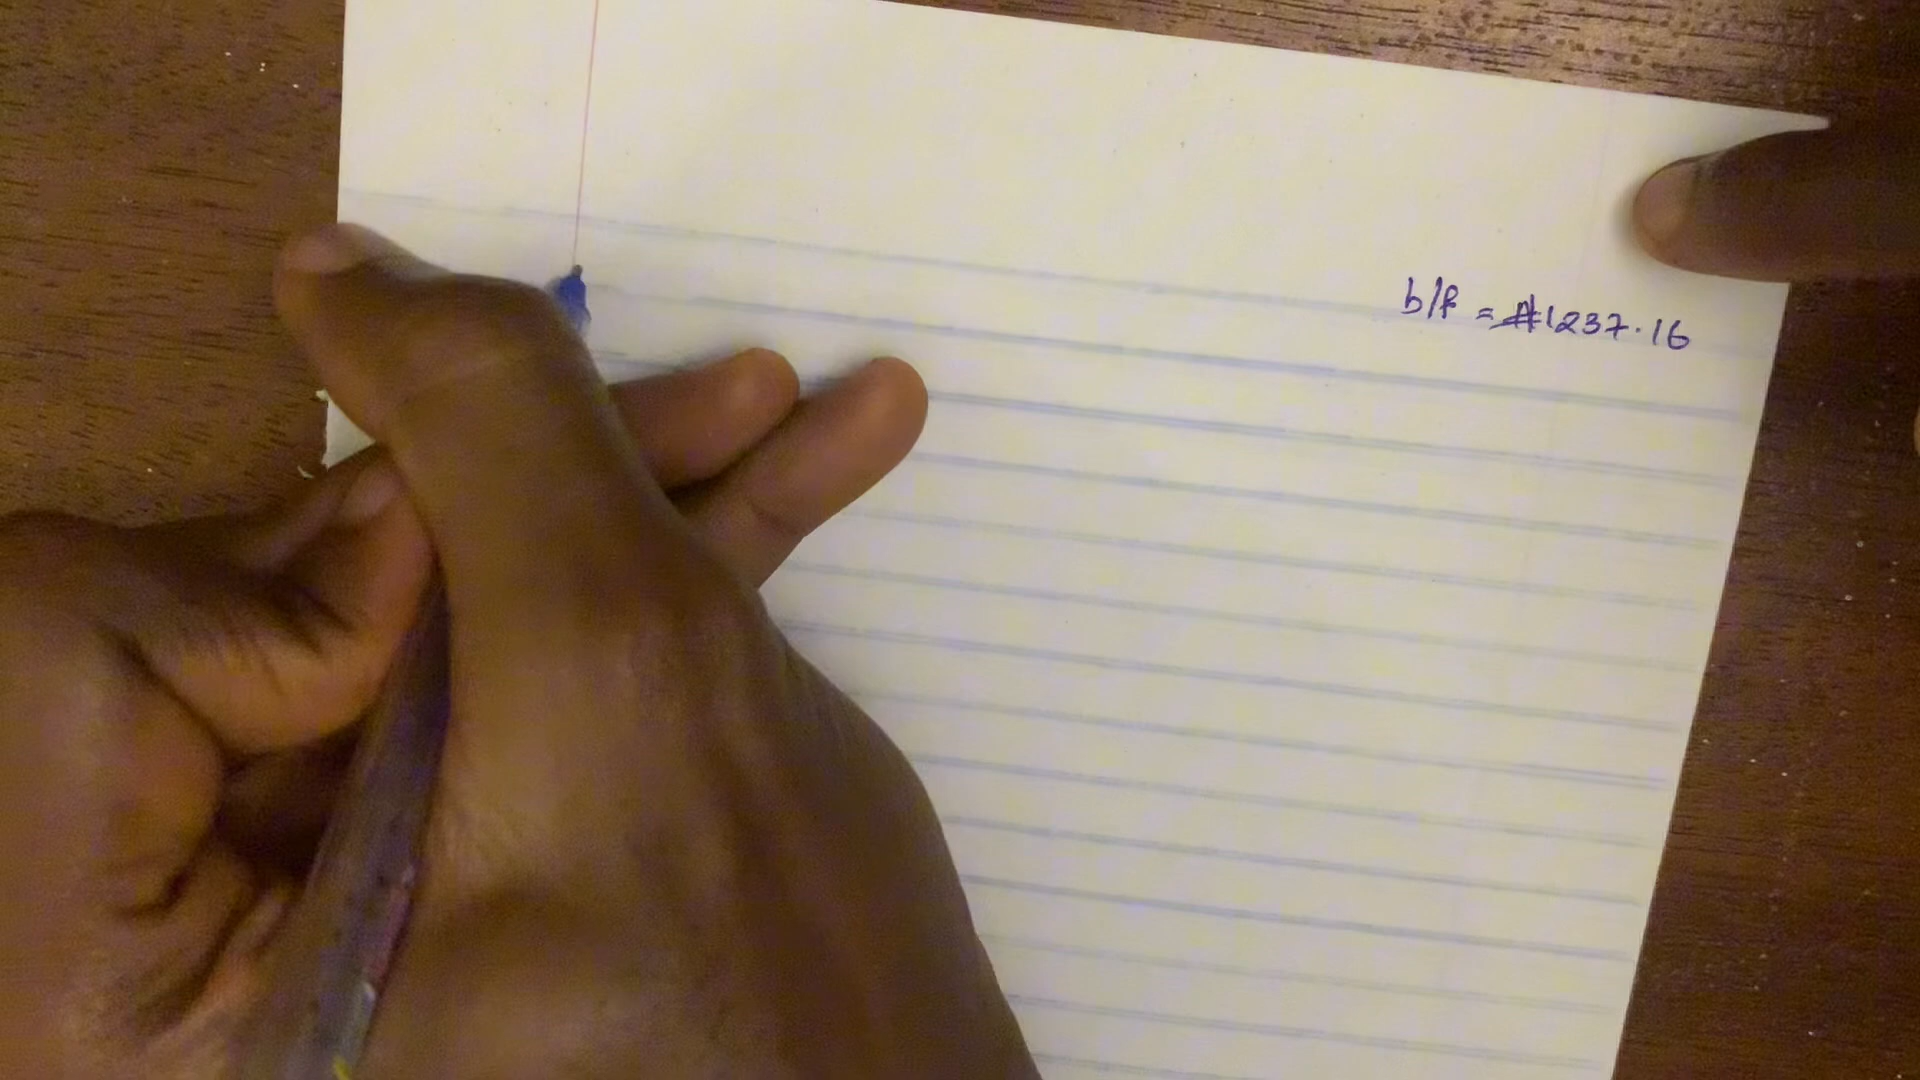 b/f = ₦1237.16